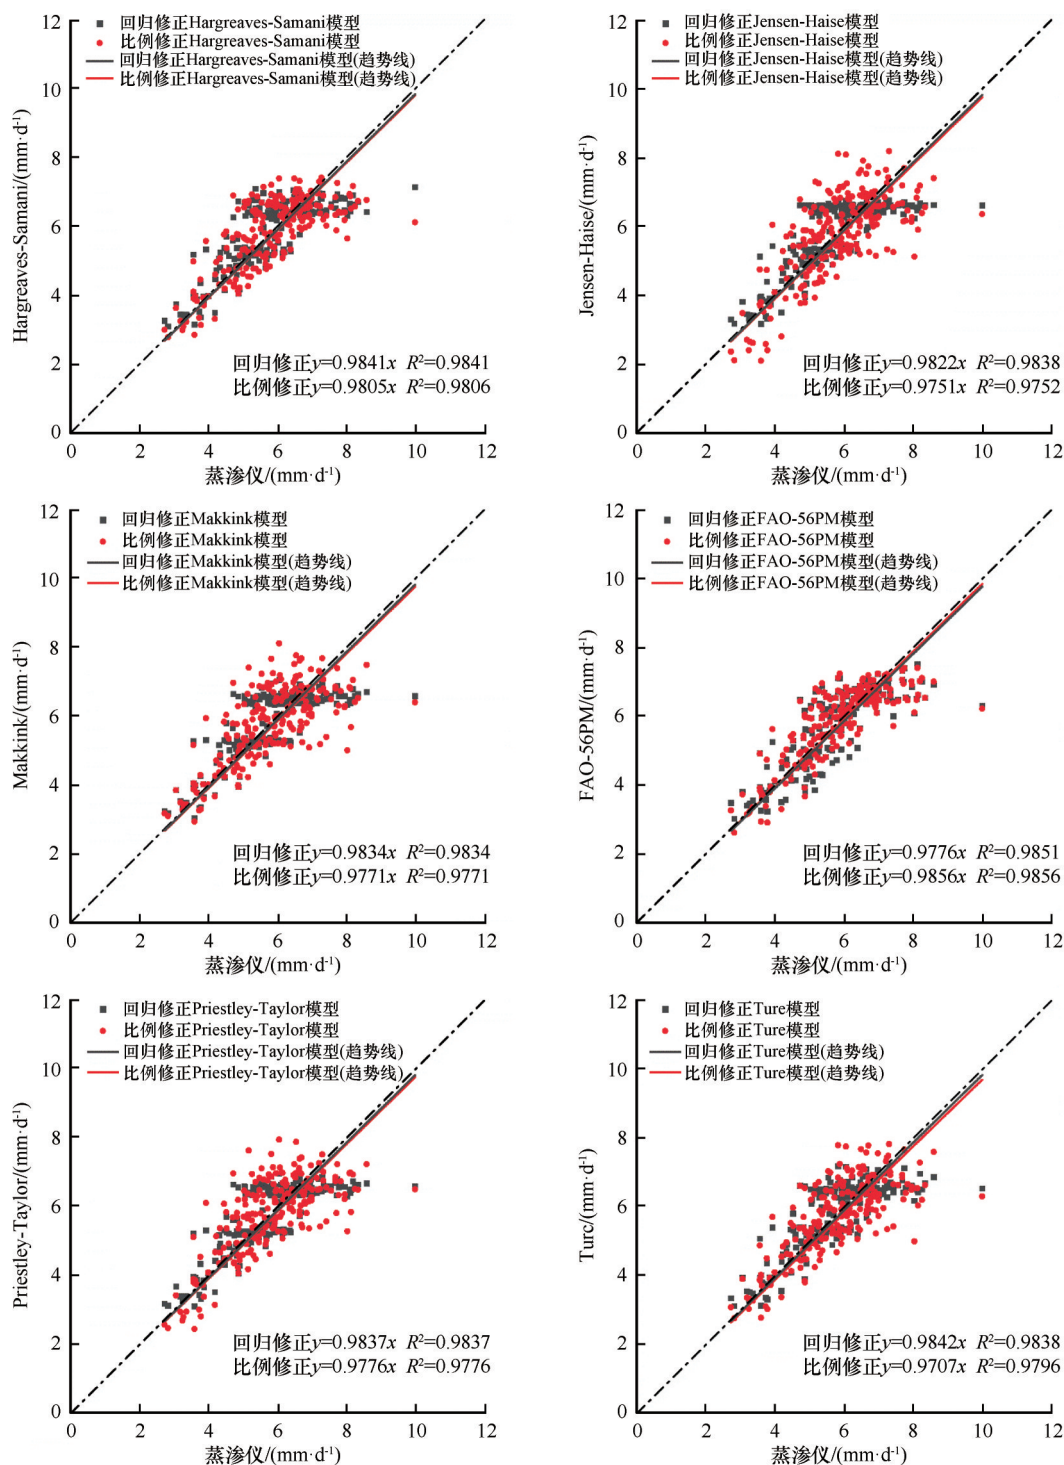 12
10
8
6
4
2
0
Hargreaves-Samani/(mm·d⁻¹)
回归修正Hargreaves-Samani模型
比例修正Hargreaves-Samani模型
回归修正Hargreaves-Samani模型(趋势线)
比例修正Hargreaves-Samani模型(趋势线)
回归修正y=0.9841x R²=0.9841
比例修正y=0.9805x R²=0.9806
0 2 4 6 8 10 12
蒸渗仪/(mm·d⁻¹)
12
10
8
6
4
2
0
Jensen-Haise/(mm·d⁻¹)
回归修正Jensen-Haise模型
比例修正Jensen-Haise模型
回归修正Jensen-Haise模型(趋势线)
比例修正Jensen-Haise模型(趋势线)
回归修正y=0.9822x R²=0.9838
比例修正y=0.9751x R²=0.9752
0 2 4 6 8 10 12
蒸渗仪/(mm·d⁻¹)
12
10
8
6
4
2
0
Makkink/(mm·d⁻¹)
回归修正Makkink模型
比例修正Makkink模型
回归修正Makkink模型(趋势线)
比例修正Makkink模型(趋势线)
回归修正y=0.9834x R²=0.9834
比例修正y=0.9771x R²=0.9771
0 2 4 6 8 10 12
蒸渗仪/(mm·d⁻¹)
12
10
8
6
4
2
0
FAO-56PM/(mm·d⁻¹)
回归修正FAO-56PM模型
比例修正FAO-56PM模型
回归修正FAO-56PM模型(趋势线)
比例修正FAO-56PM模型(趋势线)
回归修正y=0.9776x R²=0.9851
比例修正y=0.9856x R²=0.9856
0 2 4 6 8 10 12
蒸渗仪/(mm·d⁻¹)
12
10
8
6
4
2
0
Priestley-Taylor/(mm·d⁻¹)
回归修正Priestley-Taylor模型
比例修正Priestley-Taylor模型
回归修正Priestley-Taylor模型(趋势线)
比例修正Priestley-Taylor模型(趋势线)
回归修正y=0.9837x R²=0.9837
比例修正y=0.9776x R²=0.9776
0 2 4 6 8 10 12
蒸渗仪/(mm·d⁻¹)
12
10
8
6
4
2
0
Turc/(mm·d⁻¹)
回归修正Ture模型
比例修正Ture模型
回归修正Ture模型(趋势线)
比例修正Ture模型(趋势线)
回归修正y=0.9842x R²=0.9838
比例修正y=0.9707x R²=0.9796
0 2 4 6 8 10 12
蒸渗仪/(mm·d⁻¹)